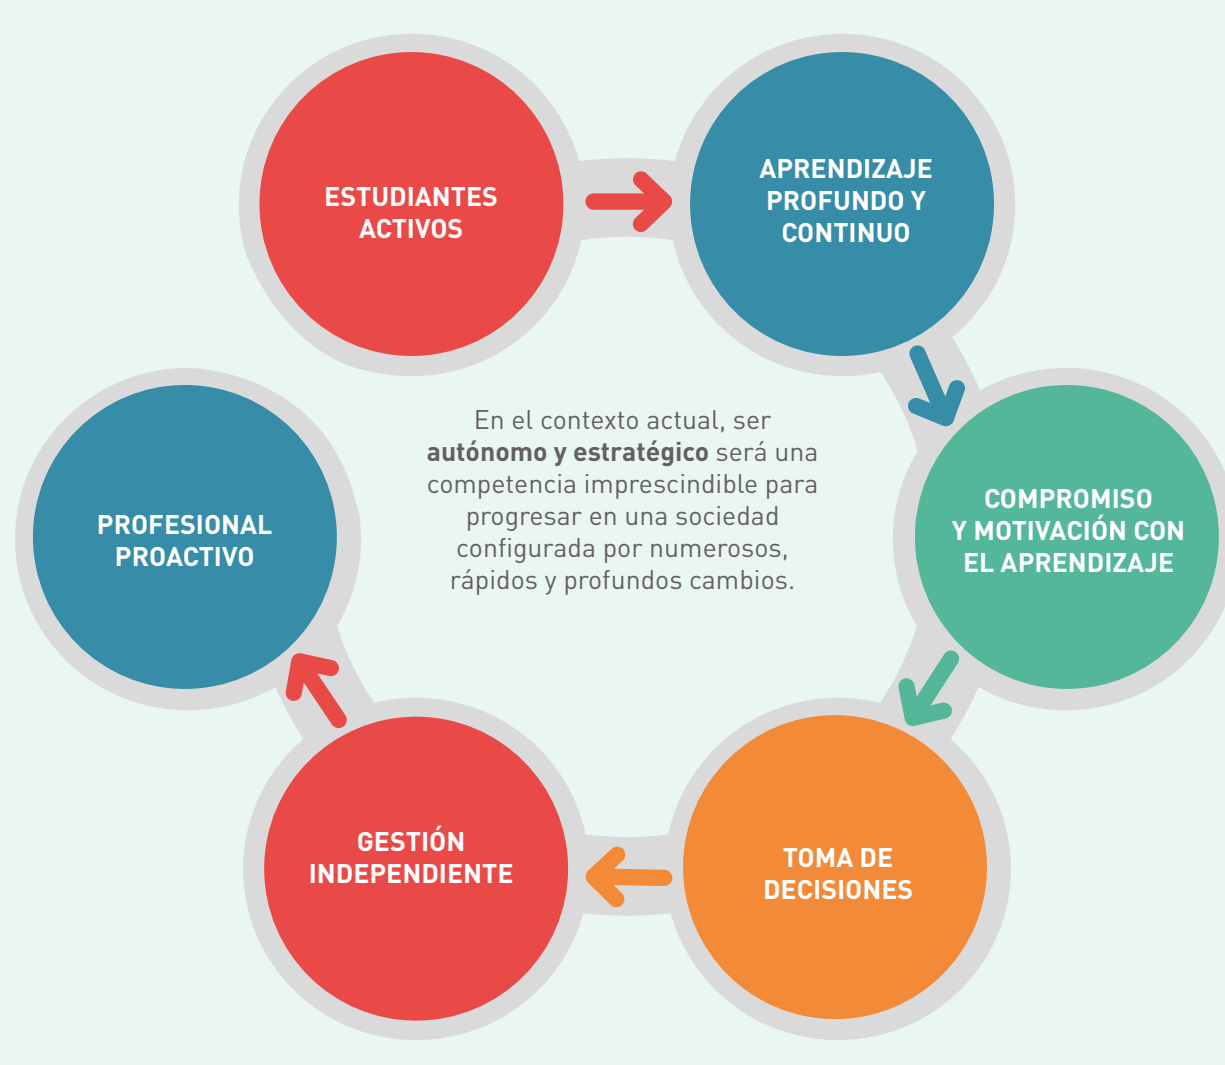 ESTUDIANTES
ACTIVOS
APRENDIZAJE
PROFUNDO Y
CONTINUO
COMPROMISO
Y MOTIVACIÓN CON
EL APRENDIZAJE
TOMA DE
DECISIONES
GESTIÓN
INDEPENDIENTE
PROFESIONAL
PROACTIVO
En el contexto actual, ser
autónomo y estratégico será una
competencia imprescindible para
progresar en una sociedad
configurada por numerosos,
rápidos y profundos cambios.